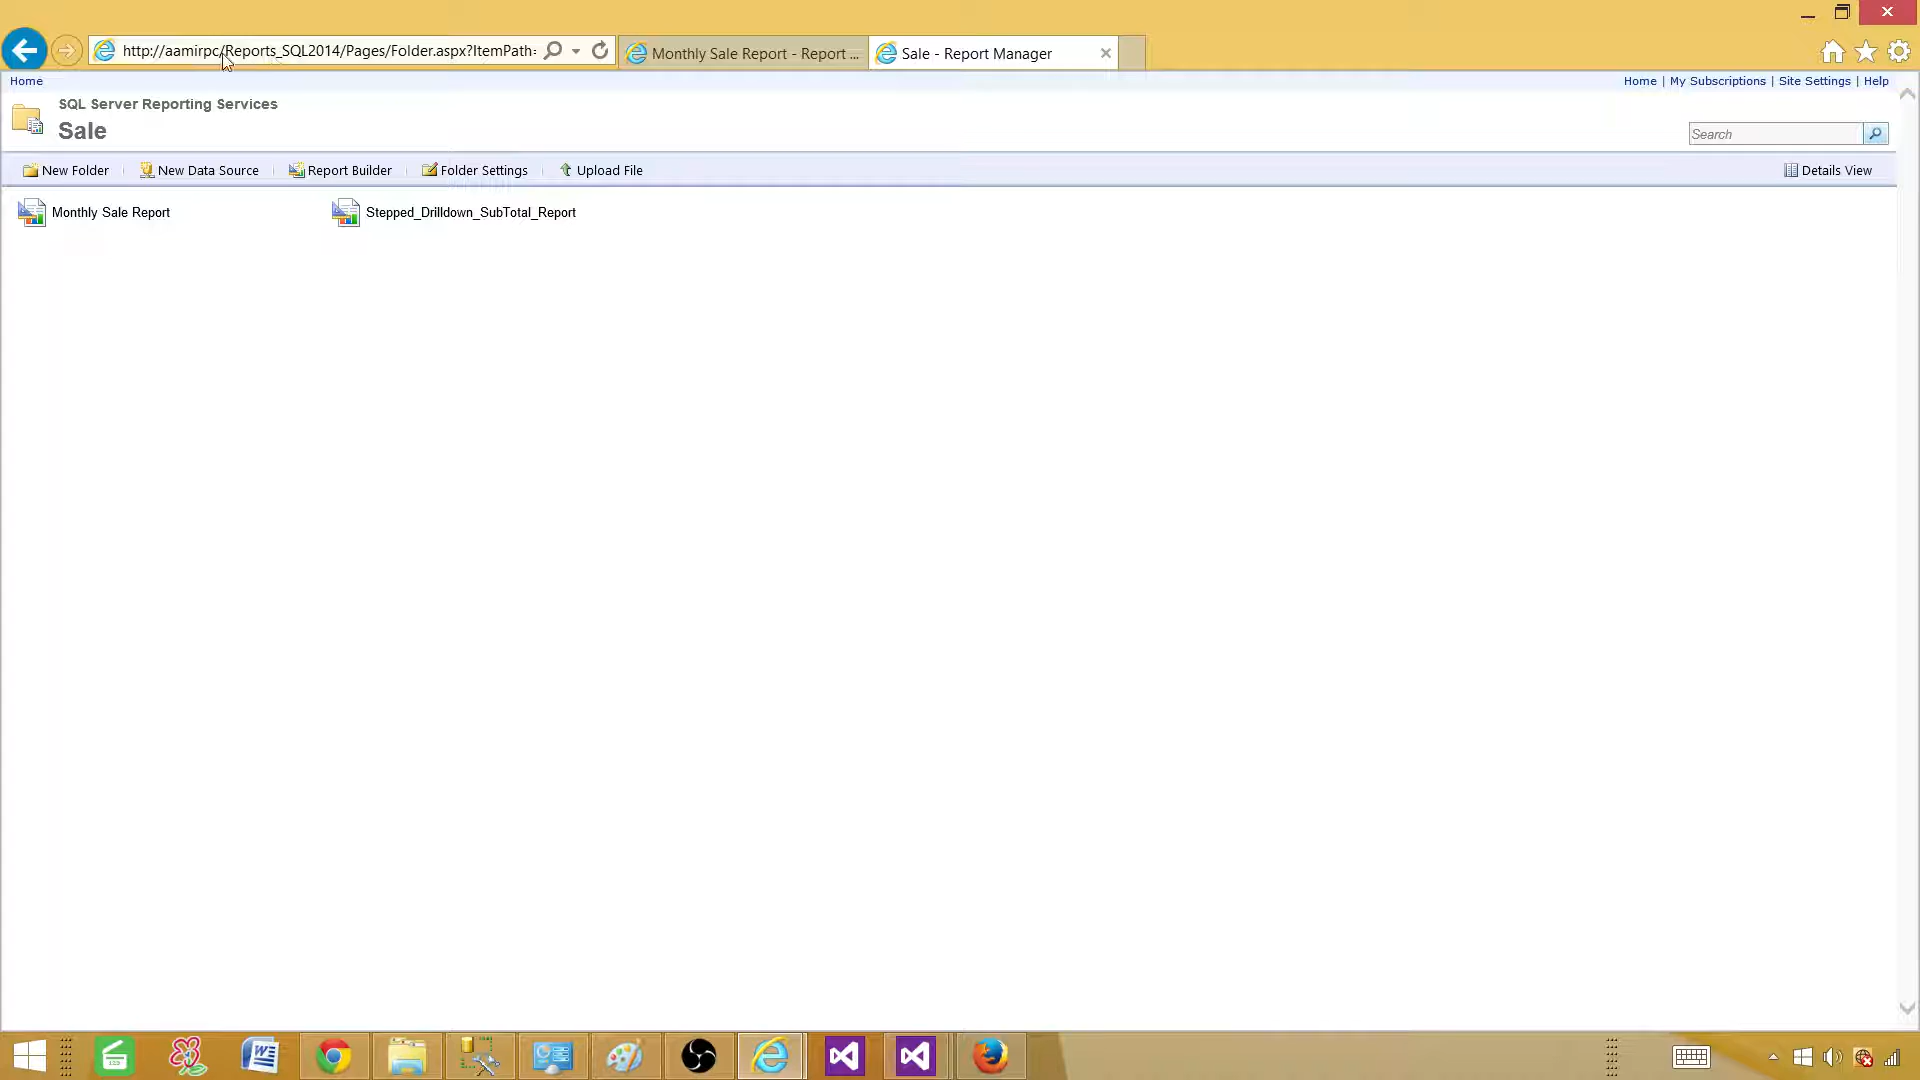 http://aamirpc/Reports_SQL2014/Pages/Folder.aspx?ItemPath=
Monthly Sale Report - Report ...
Sale - Report Manager
Home
Home | My Subscriptions | Site Settings | Help
SQL Server Reporting Services
Sale
Search
New Folder
New Data Source
Report Builder
Folder Settings
Upload File
Details View
Monthly Sale Report
Stepped_Drilldown_SubTotal_Report